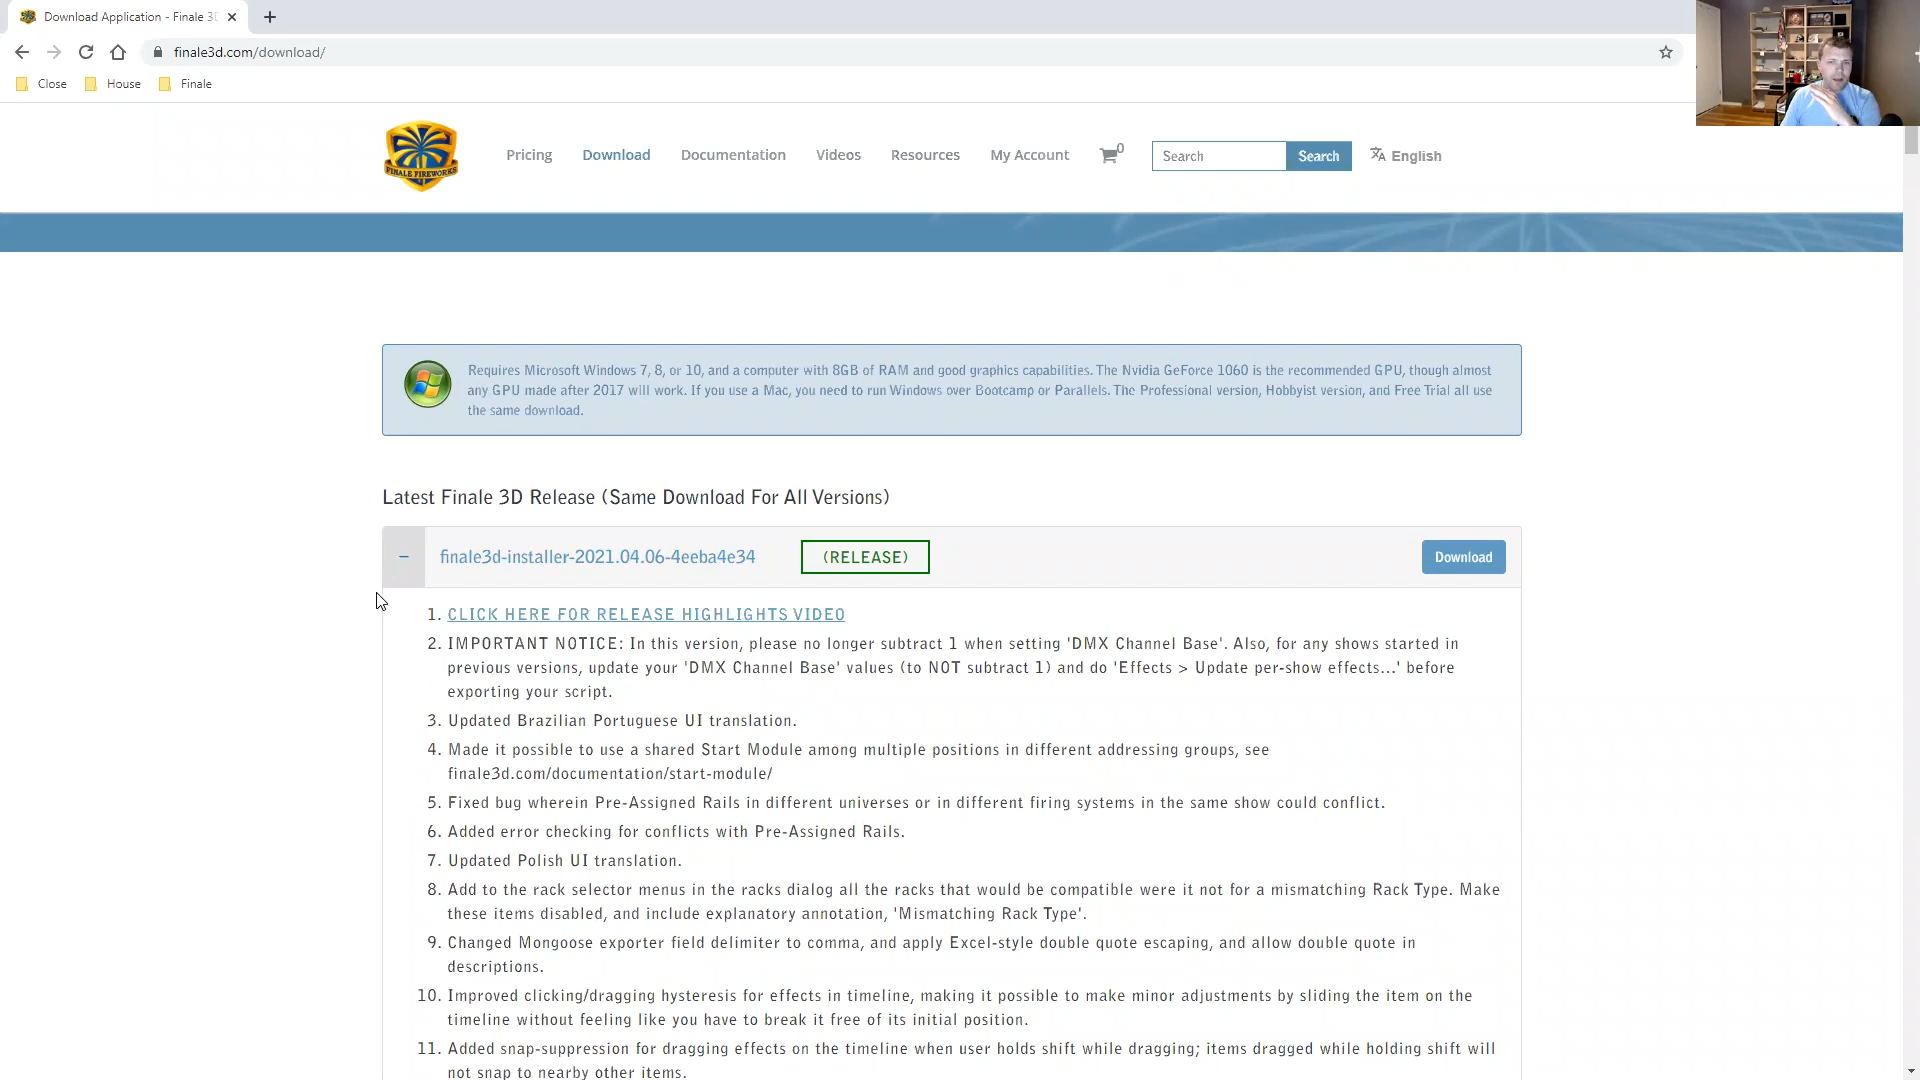 Download Application - Finale 3D
finale3d.com/download/
Close House Finale
FINALE FIREWORKS
Pricing Download Documentation Videos Resources My Account 0 Search Search English
Requires Microsoft Windows 7, 8, or 10, and a computer with 8GB of RAM and good graphics capabilities. The Nvidia GeForce 1060 is the recommended GPU, though almost
any GPU made after 2017 will work. If you use a Mac, you need to run Windows over Bootcamp or Parallels. The Professional version, Hobbyist version, and Free Trial all use
the same download.
Latest Finale 3D Release (Same Download For All Versions)
finale3d-installer-2021.04.06-4eeba4e34 (RELEASE) Download
1. CLICK HERE FOR RELEASE HIGHLIGHTS VIDEO
2. IMPORTANT NOTICE: In this version, please no longer subtract 1 when setting 'DMX Channel Base'. Also, for any shows started in
previous versions, update your 'DMX Channel Base' values (to NOT subtract 1) and do 'Effects > Update per-show effects...' before
exporting your script.
3. Updated Brazilian Portuguese UI translation.
4. Made it possible to use a shared Start Module among multiple positions in different addressing groups, see
finale3d.com/documentation/start-module/
5. Fixed bug wherein Pre-Assigned Rails in different universes or in different firing systems in the same show could conflict.
6. Added error checking for conflicts with Pre-Assigned Rails.
7. Updated Polish UI translation.
8. Add to the rack selector menus in the racks dialog all the racks that would be compatible were it not for a mismatching Rack Type. Make
these items disabled, and include explanatory annotation, 'Mismatching Rack Type'.
9. Changed Mongoose exporter field delimiter to comma, and apply Excel-style double quote escaping, and allow double quote in
descriptions.
10. Improved clicking/dragging hysteresis for effects in timeline, making it possible to make minor adjustments by sliding the item on the
timeline without feeling like you have to break it free of its initial position.
11. Added snap-suppression for dragging effects on the timeline when user holds shift while dragging; items dragged while holding shift will
not snap to nearby other items.